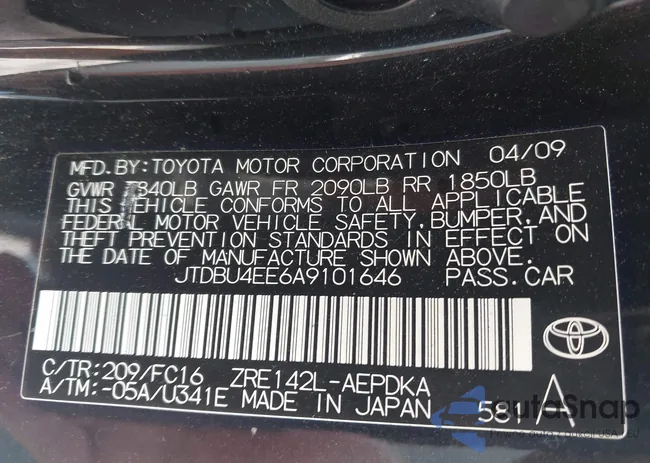 MFD.BY:TOYOTA MOTOR CORPORATION 04/09
GVWR 840LB GAWR FR 2090LB RR 1850LB
THIS VEHICLE CONFORMS TO ALL APPLICABLE
FEDERAL MOTOR VEHICLE SAFETY,BUMPER,AND
THEFT PREVENTION STANDARDS IN EFFECT ON
THE DATE OF MANUFACTURE SHOWN ABOVE.
JTDBU4EE6A9101646 PASS.CAR
C/TR:209/FC16 ZRE142L-AEPDKA
A/TM:-05A/U341E MADE IN JAPAN 581 A
autoSnap